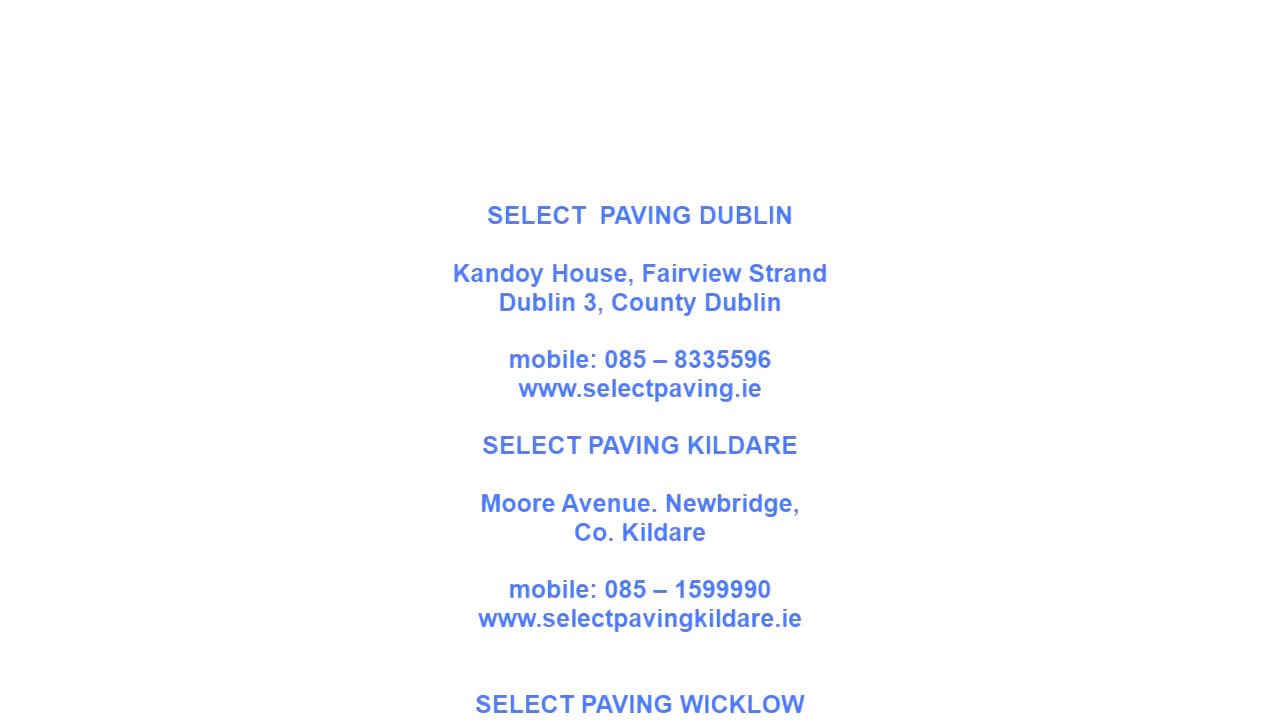 SELECT  PAVING DUBLIN
Kandoy House, Fairview Strand
Dublin 3, County Dublin
mobile: 085 – 8335596
www.selectpaving.ie
SELECT PAVING KILDARE
Moore Avenue. Newbridge,
Co. Kildare
mobile: 085 – 1599990
www.selectpavingkildare.ie
SELECT PAVING WICKLOW